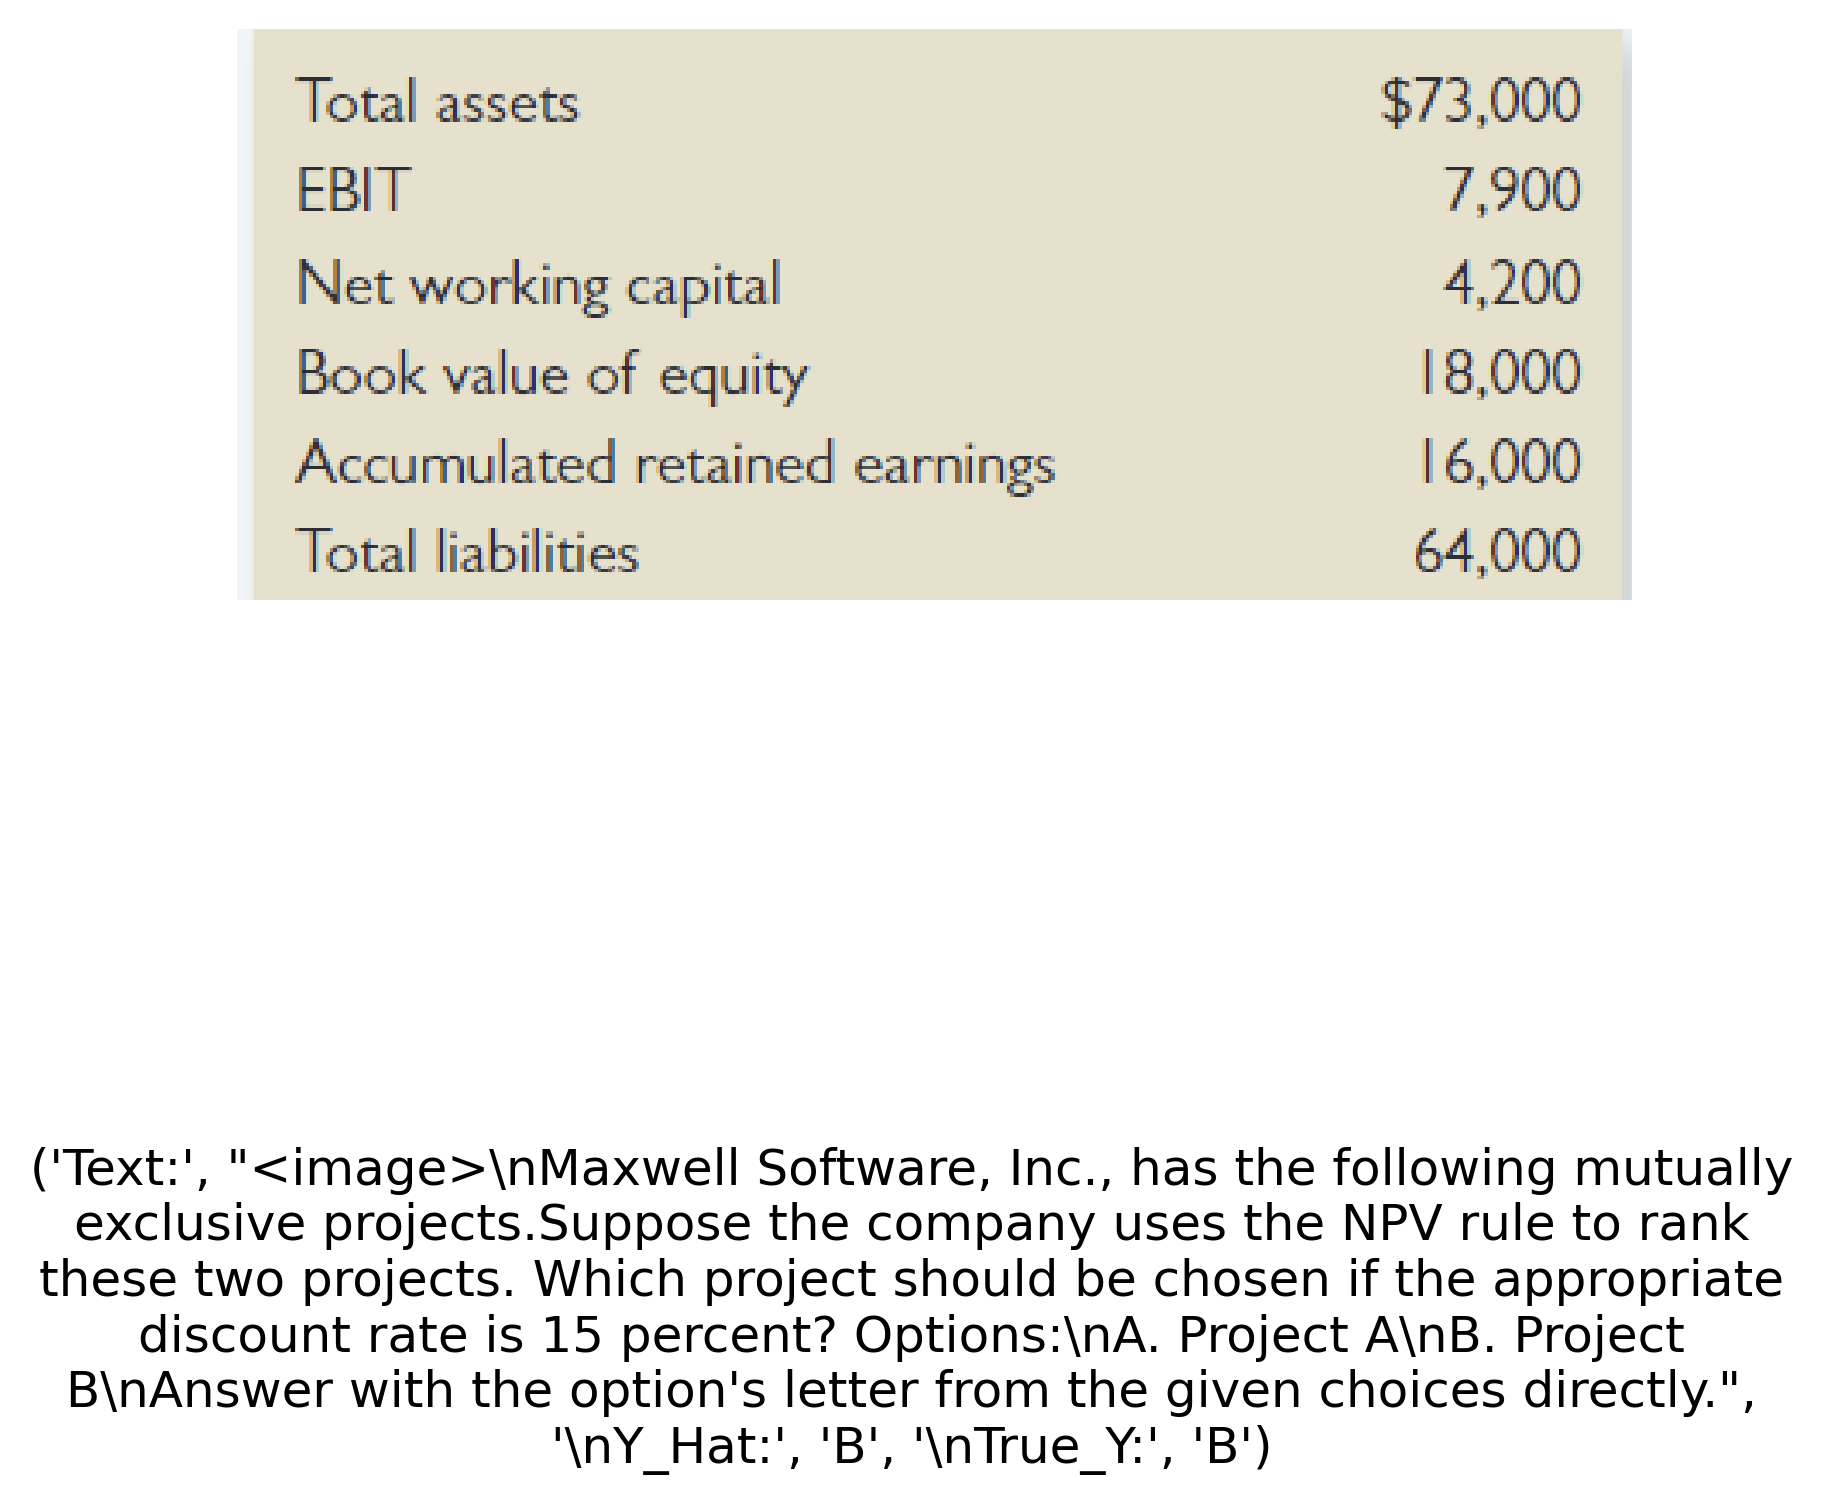 Total assets $73,000
EBIT 7,900
Net working capital 4,200
Book value of equity 18,000
Accumulated retained earnings 16,000
Total liabilities 64,000
('Text:', "<image>\nMaxwell Software, Inc., has the following mutually
exclusive projects.Suppose the company uses the NPV rule to rank
these two projects. Which project should be chosen if the appropriate
discount rate is 15 percent? Options:\nA. Project A\nB. Project
B\nAnswer with the option's letter from the given choices directly.",
'\nY_Hat:', 'B', '\nTrue_Y:', 'B')